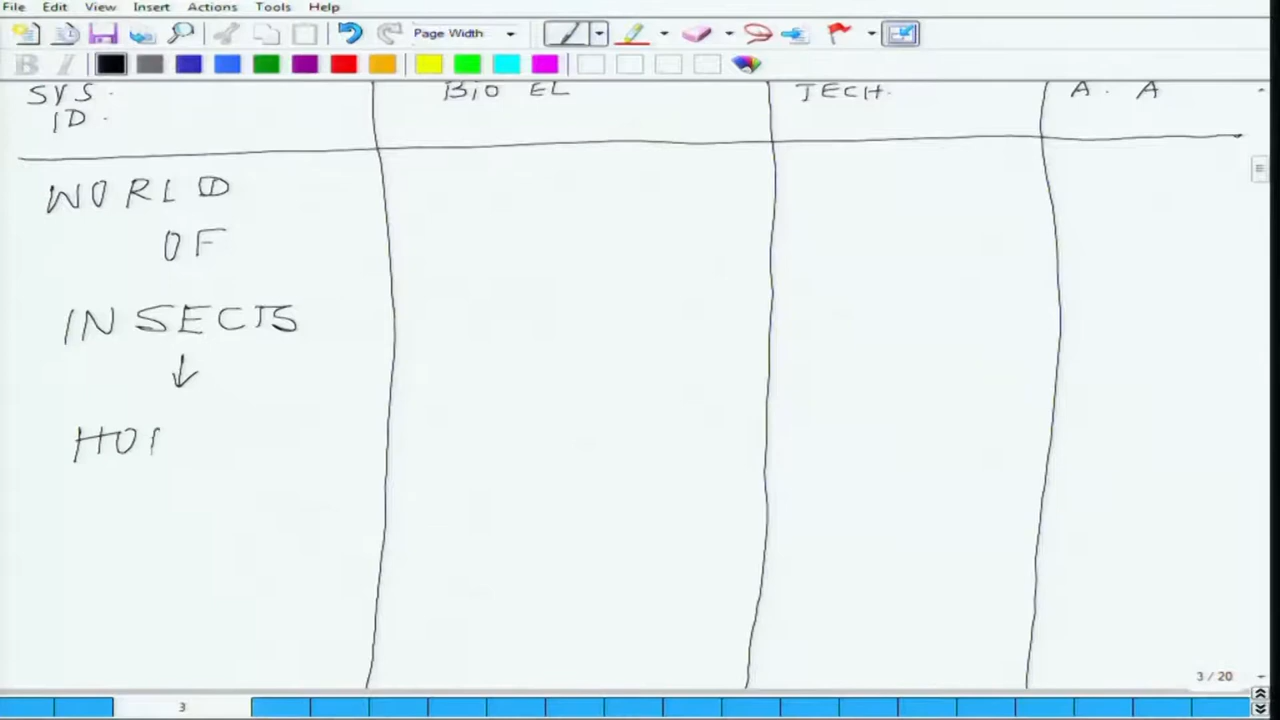 File Edit View Insert Actions Tools Help
Page Width
B I
SYS. BIO EL TECH. A. A
ID.
WORLD
OF
INSECTS
↓
3 / 20
3